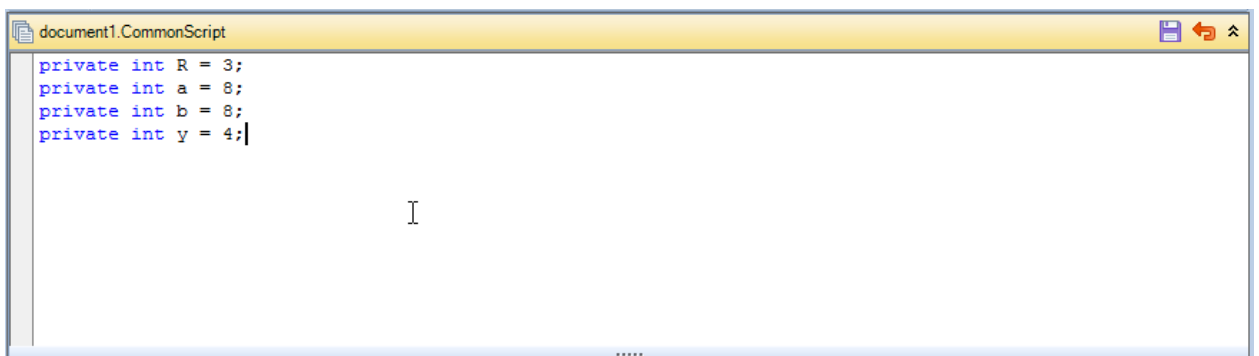 document1.CommonScript
private int R = 3;
private int a = 8;
private int b = 8;
private int y = 4;